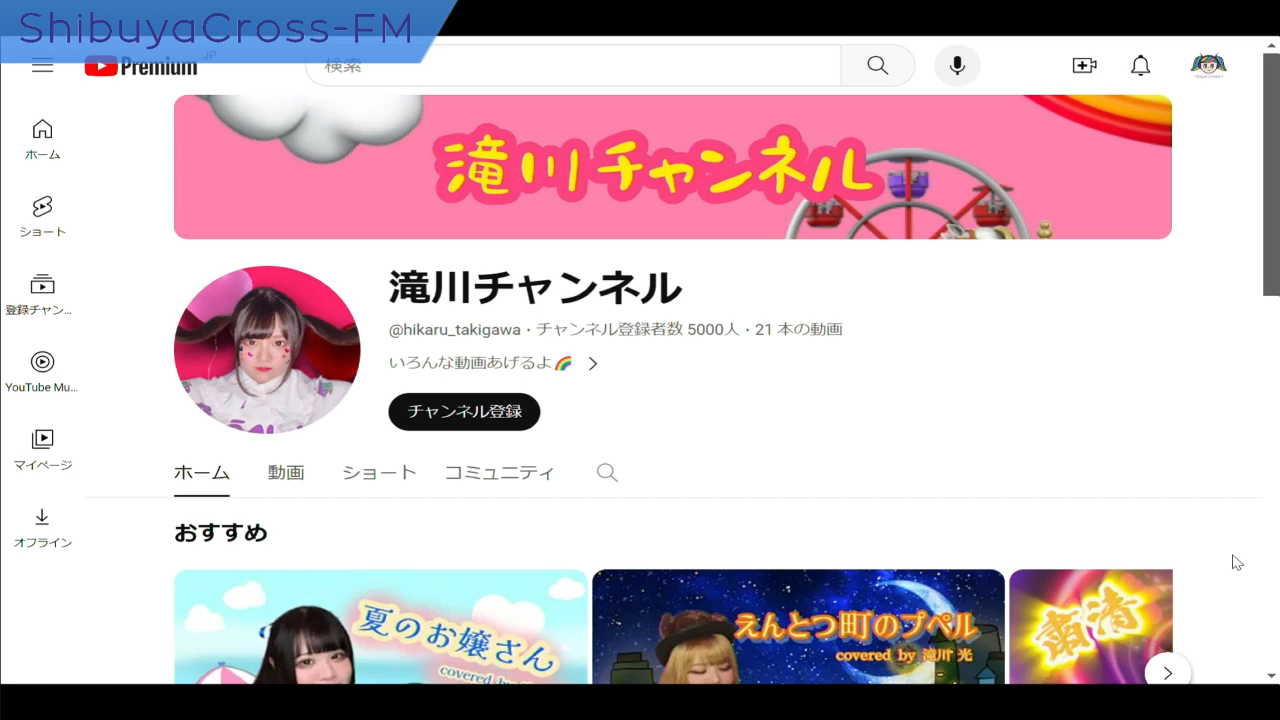 ShibuyaCross-FM
Premium
JP
検索
ホーム
ショート
登録チャン...
YouTube Mu...
マイページ
オフライン
滝川チャンネル
滝川チャンネル
@hikaru_takigawa・チャンネル登録者数 5000人・21 本の動画
いろんな動画あげるよ🌈
チャンネル登録
ホーム 動画 ショート コミュニティ
おすすめ
夏のお嬢さん
covered by
えんとつ町のプペル
covered by 滝川 光